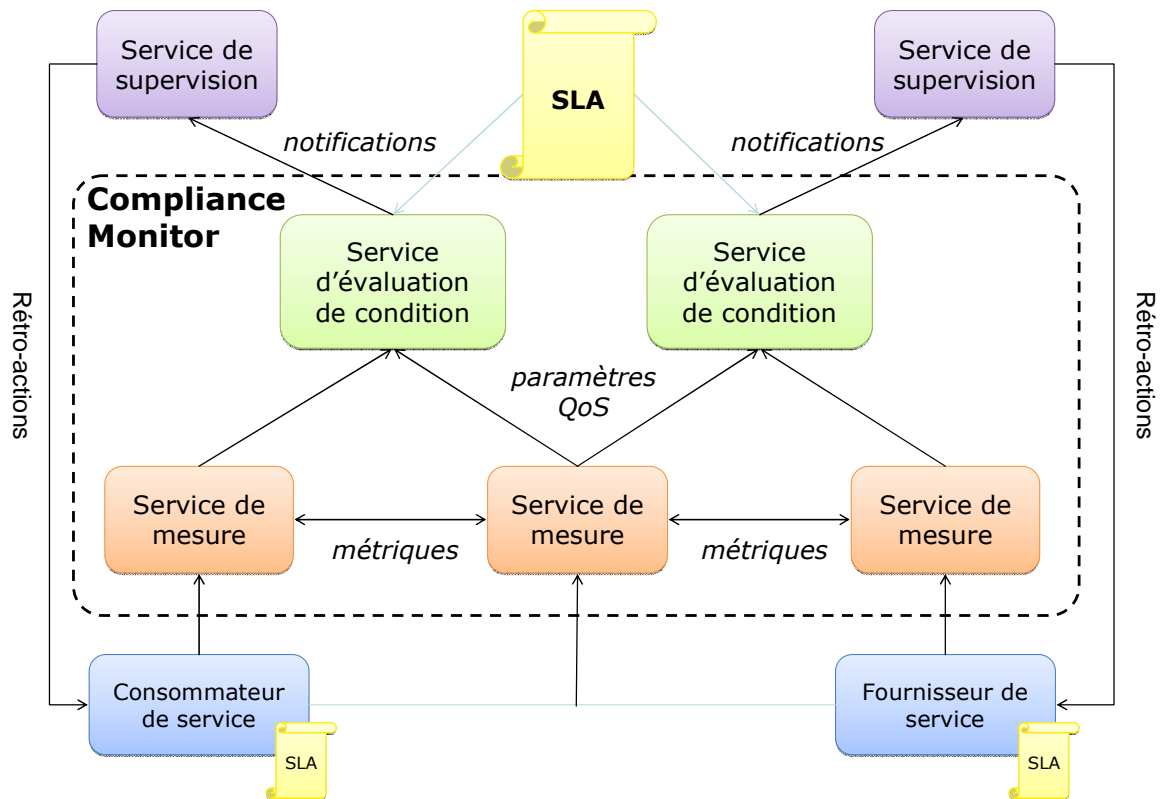 Service de
supervision
SLA
Service de
supervision
notifications
notifications
Compliance
Monitor
Service
d'évaluation
de condition
Service
d'évaluation
de condition
Rétro-actions
Rétro-actions
paramètres
QoS
Service de
mesure
Service de
mesure
Service de
mesure
métriques
métriques
Consommateur
de service
SLA
Fournisseur de
service
SLA